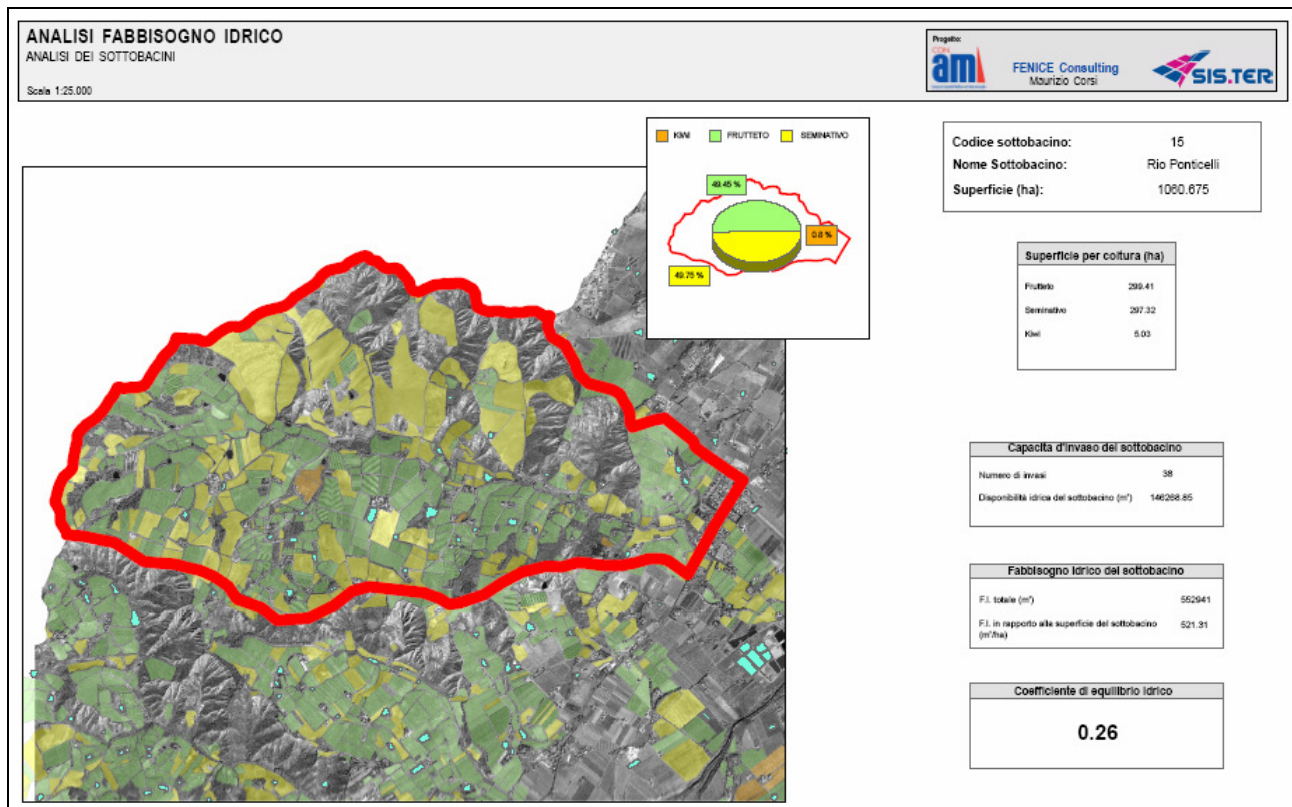 ANALISI FABBISOGNO IDRICO
ANALISI DEI SOTTOBACINI
Scala 1:25.000
Progetto:
CON.
ami
FENICE Consulting
Maurizio Corsi
SIS.TER
KIWI FRUTTETO SEMINATIVO
49.45 %
0.8 %
49.75 %
Codice sottobacino: 15
Nome Sottobacino: Rio Ponticelli
Superficie (ha): 1060.675
Superficie per coltura (ha)
Frutteto 299.41
Seminativo 297.32
Kiwi 5.03
Capacita d'invaso del sottobacino
Numero di invasi 38
Disponibilità idrica del sottobacino (m³) 146268.85
Fabbisogno idrico del sottobacino
F.I. totale (m³) 552941
F.I. in rapporto alla superficie del sottobacino 521.31
(m³/ha)
Coefficiente di equilibrio idrico
0.26